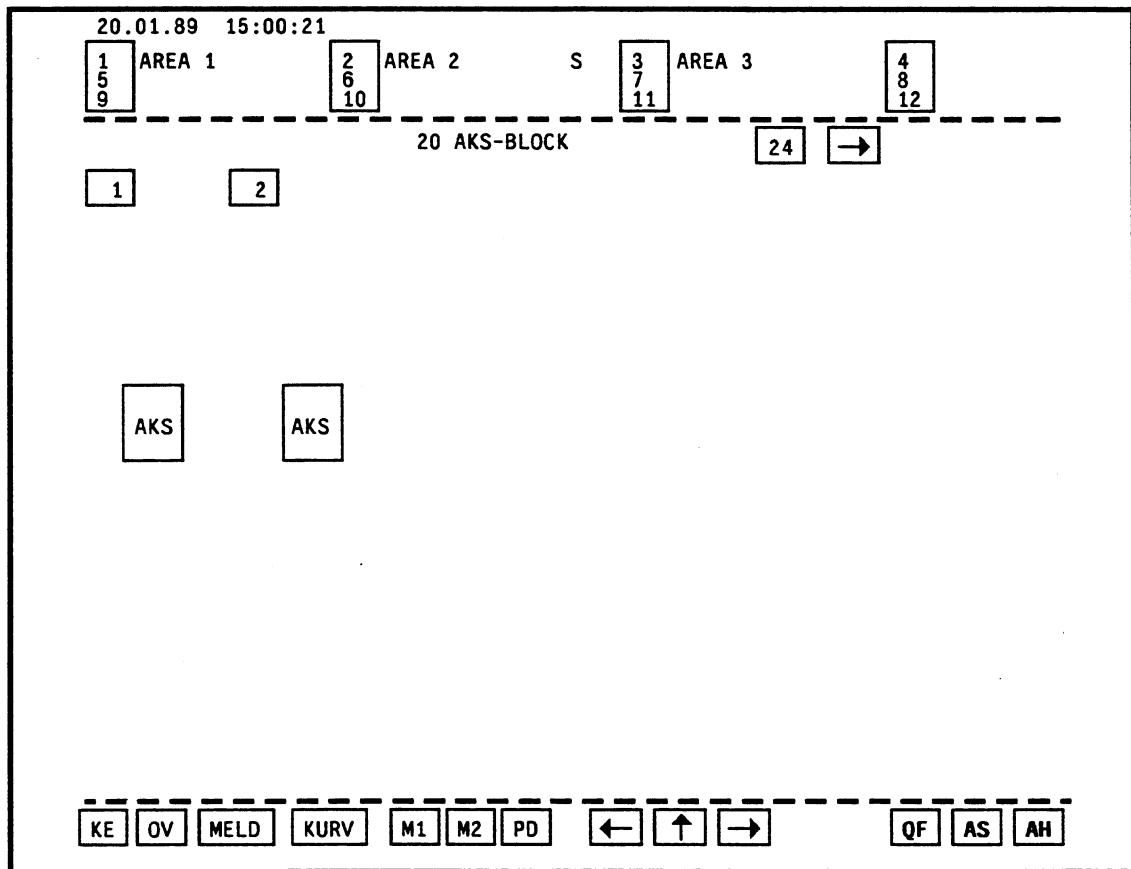 20.01.89 15:00:21
1 AREA 1 2 AREA 2 S 3 AREA 3 4
5 6 7 8
9 10 11 12
20 AKS-BLOCK 24 →
1 2
AKS AKS
KE OV MELD KURV M1 M2 PD ← ↑ → QF AS AH